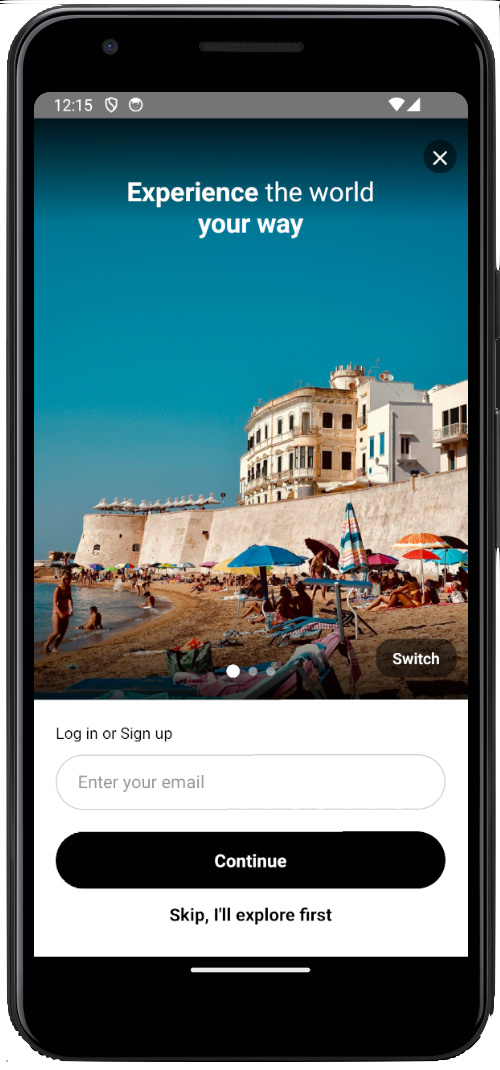 12:15
Experience the world
your way
Switch
Log in or Sign up
Enter your email
Continue
Skip, I'll explore first